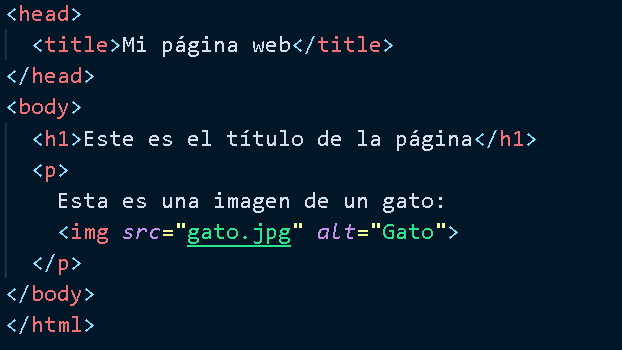 <head>
<title>Mi página web</title>
</head>
<body>
<h1>Este es el título de la página</h1>
<p>
Esta es una imagen de un gato:
<img src="gato.jpg" alt="Gato">
</p>
</body>
</html>